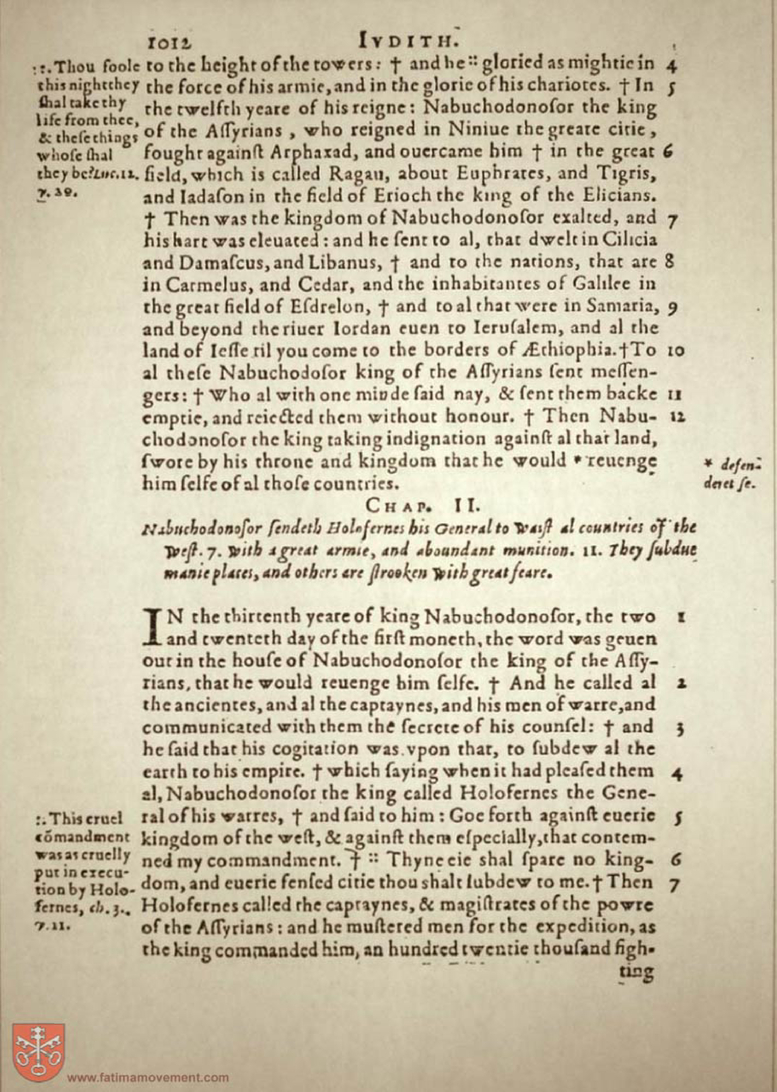 1012 IVDITH.
:: Thou foole
this night they
ſhal take thy
life from thee,
& theſe things
whoſe ſhal
they be? Luc. 12.
v. 20.
to the height of the towers: † and he :: gloried as mightie in 4
the force of his armie, and in the glorie of his chariotes. † In 5
the twelfth yeare of his reigne: Nabuchodonoſor the king
of the Aſſyrians, who reigned in Niniue the greate citie,
fought againſt Arphaxad, and ouercame him † in the great 6
field, which is called Ragau, about Euphrates, and Tigris,
and Iadaſon in the field of Erioch the king of the Elicians.
† Then was the kingdom of Nabuchodonoſor exalted, and 7
his hart was eleuated: and he ſent to al, that dwelt in Cilicia
and Damaſcus, and Libanus, † and to the nations, that are 8
in Carmelus, and Cedar, and the inhabitantes of Galilee in
the great field of Eſdrelon, † and to al that were in Samaria, 9
and beyond the riuer Iordan euen to Ieruſalem, and al the
land of Ieſſe til you come to the borders of Æthiophia. † To 10
al theſe Nabuchodoſor king of the Aſſyrians ſent meſſen-
gers: † Who al with one minde ſaid nay, & ſent them backe 11
emptie, and reiected them without honour. † Then Nabu- 12
chodonoſor the king taking indignation againſt al that land,
ſwore by his throne and kingdom that he would * reuenge
him ſelfe of al thoſe countries.
* defen-
deret ſe.
CHAP. II.
Nabuchodonoſor ſendeth Holofernes his General to waiſt al countries of the
weſt. 7. with a great armie, and aboundant munition. 11. They ſubdue
manie places, and others are ſtrooken with great feare.
IN the thirtenth yeare of king Nabuchodonoſor, the two 1
and twenteth day of the firſt moneth, the word was geuen
out in the houſe of Nabuchodonoſor the king of the Aſſy-
rians, that he would reuenge him ſelfe. † And he called al 2
the ancientes, and al the captaynes, and his men of warre, and
communicated with them the ſecrete of his counſel: † and 3
he ſaid that his cogitation was vpon that, to ſubdew al the
earth to his empire. † which ſaying when it had pleaſed them 4
al, Nabuchodonoſor the king called Holofernes the Gene-
ral of his warres, † and ſaid to him: Goe forth againſt euerie 5
kingdom of the weſt, & againſt them eſpecially, that contem-
ned my commandment. † :: Thyne eie shal ſpare no king- 6
dom, and euerie fenſed citie thou shalt ſubdew to me. † Then 7
Holofernes called the captaynes, & magiſtrates of the powre
of the Aſſyrians: and he muſtered men for the expedition, as
the king commanded him, an hundred twentie thouſand figh-
ting
:: This cruel
cõmandment
was as cruelly
put in execu-
tion by Holo-
fernes, ch. 3.,
v. 11.
www.fatimamovement.com